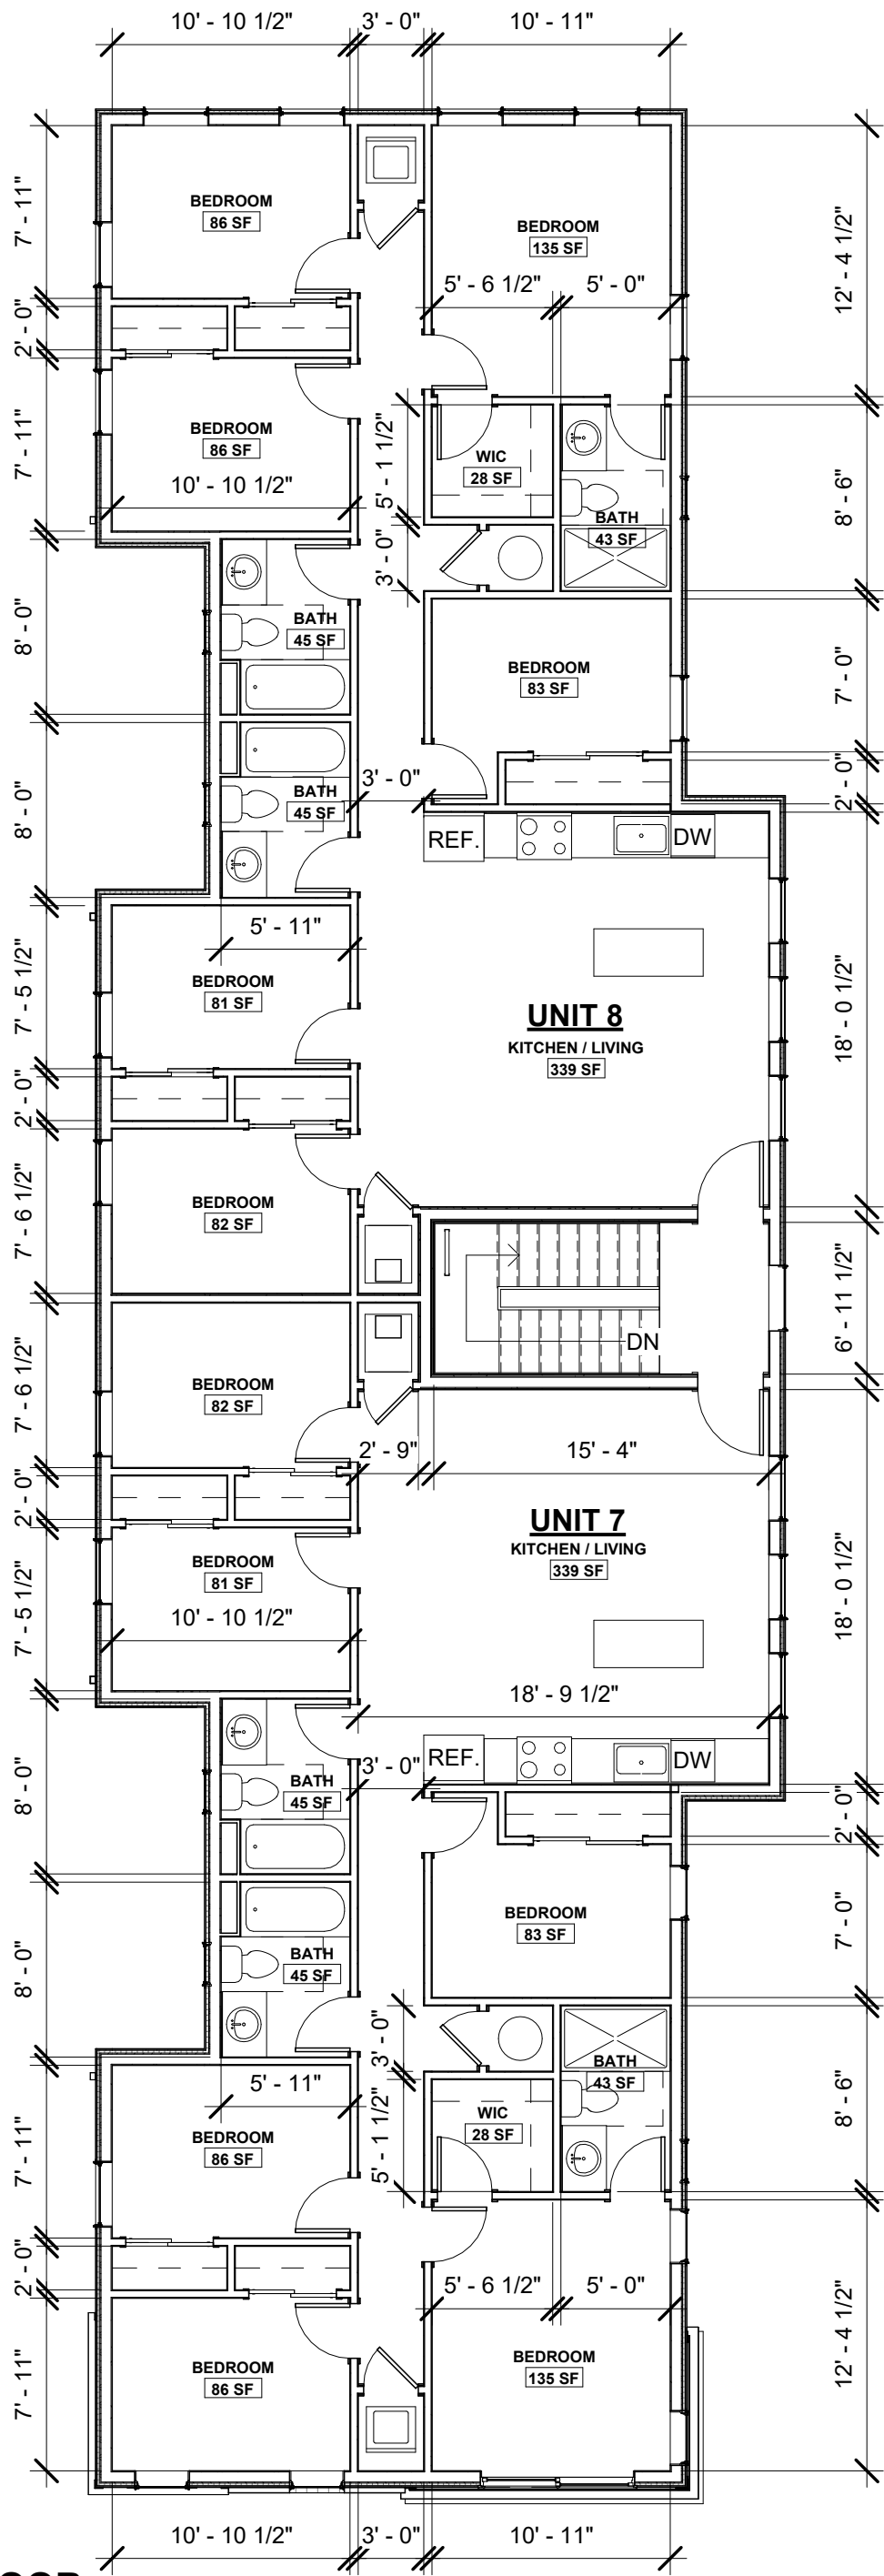 10' - 10 1/2"
3' - 0"
10' - 11"
7' - 11"
BEDROOM
86 SF
BEDROOM
135 SF
12' - 4 1/2"
5' - 6 1/2"
5' - 0"
2' - 0"
7' - 11"
BEDROOM
86 SF
10' - 10 1/2"
5' - 1 1/2"
WIC
28 SF
8' - 6"
BATH
43 SF
3' - 0"
8' - 0"
BATH
45 SF
BEDROOM
83 SF
7' - 0"
8' - 0"
BATH
45 SF
3' - 0"
2' - 0"
REF.
DW
5' - 11"
7' - 5 1/2"
BEDROOM
81 SF
UNIT 8
KITCHEN / LIVING
339 SF
18' - 0 1/2"
2' - 0"
7' - 6 1/2"
BEDROOM
82 SF
6' - 11 1/2"
DN
7' - 6 1/2"
BEDROOM
82 SF
2' - 9"
15' - 4"
2' - 0"
UNIT 7
KITCHEN / LIVING
339 SF
18' - 0 1/2"
7' - 5 1/2"
BEDROOM
81 SF
10' - 10 1/2"
18' - 9 1/2"
REF.
DW
3' - 0"
8' - 0"
BATH
45 SF
2' - 0"
BEDROOM
83 SF
7' - 0"
8' - 0"
BATH
45 SF
3' - 0"
BATH
43 SF
5' - 11"
5' - 1 1/2"
WIC
28 SF
8' - 6"
7' - 11"
BEDROOM
86 SF
2' - 0"
5' - 6 1/2"
5' - 0"
7' - 11"
BEDROOM
86 SF
BEDROOM
135 SF
12' - 4 1/2"
10' - 10 1/2"
3' - 0"
10' - 11"